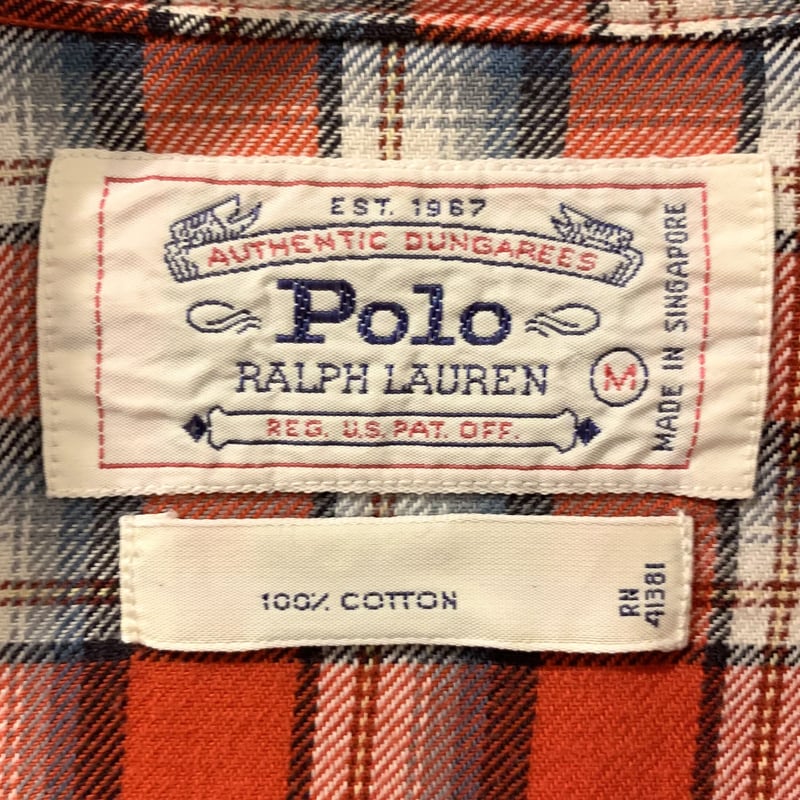 EST. 1967
AUTHENTIC DUNGAREES
Polo
RALPH LAUREN
M
REG. U.S. PAT. OFF.
MADE IN SINGAPORE
100% COTTON
RN
41381